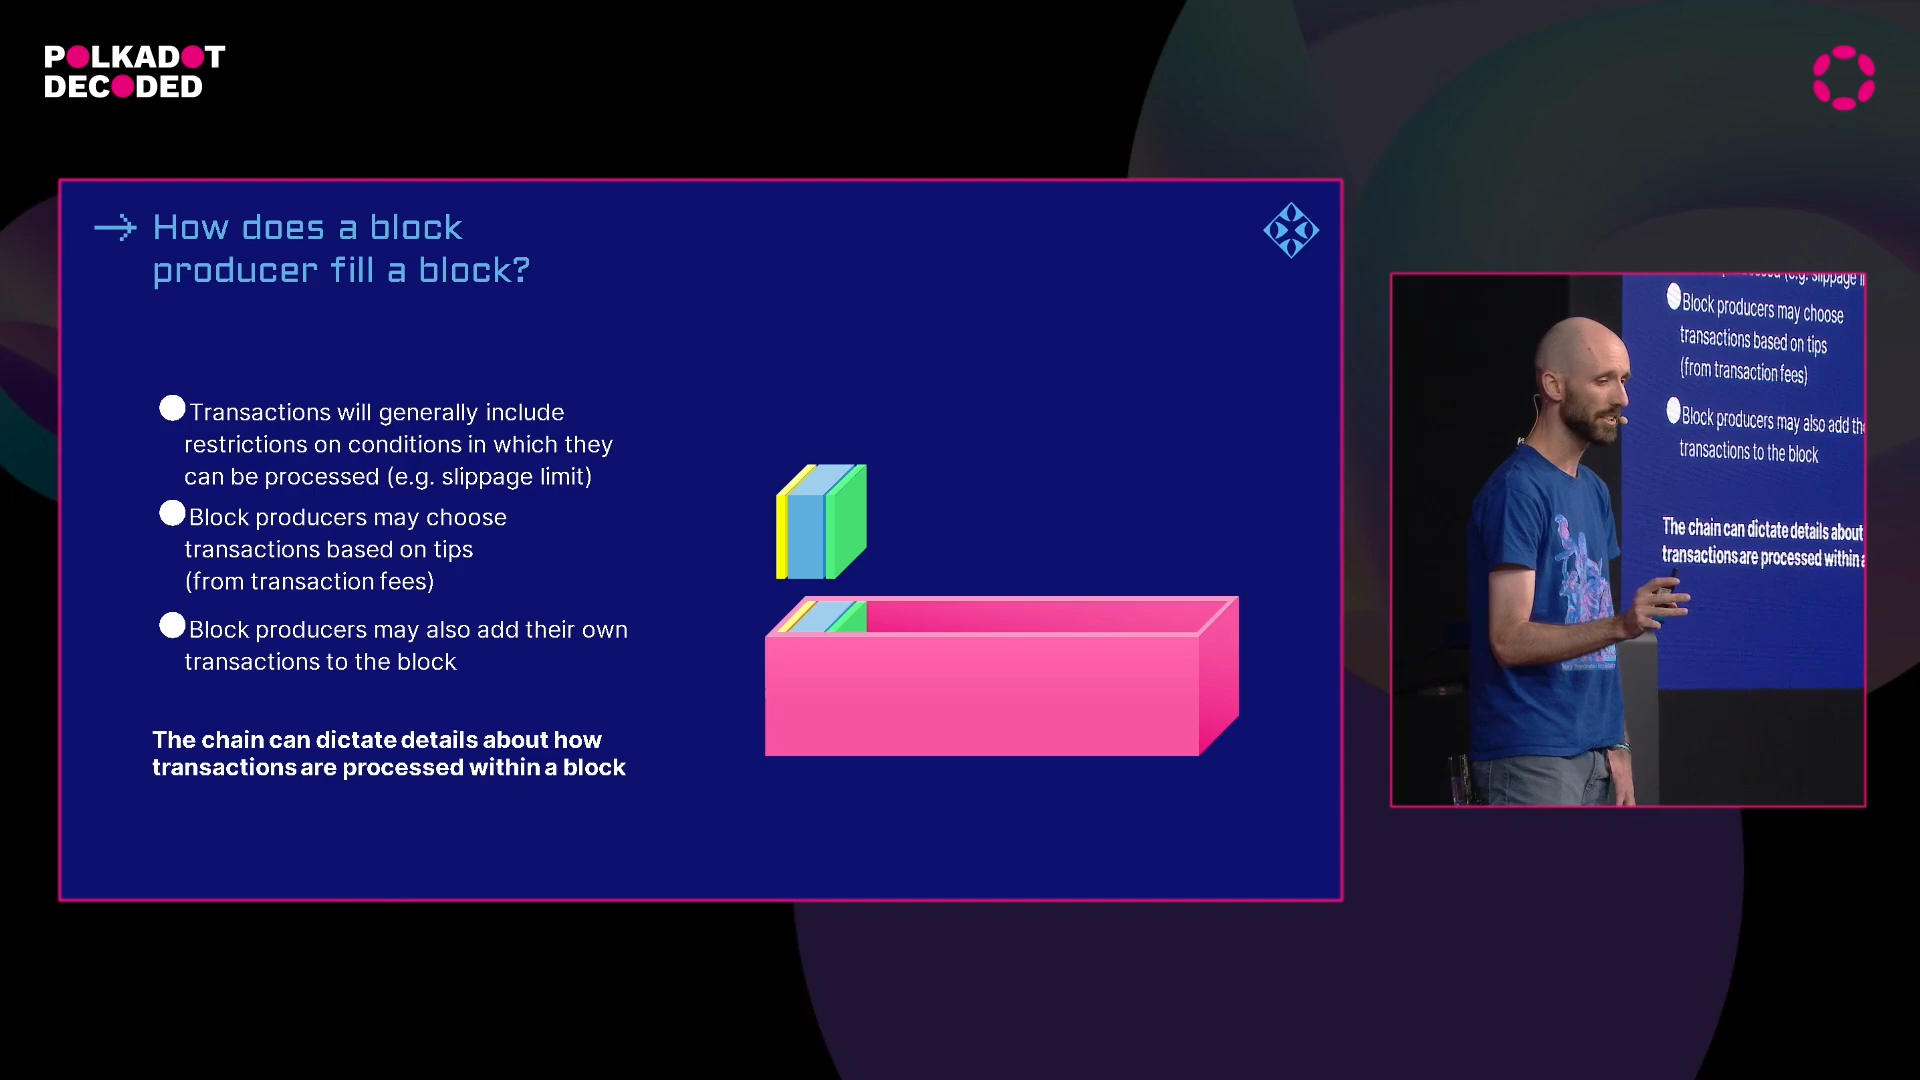 POLKADOT
DECODED
How does a block
producer fill a block?
Transactions will generally include
restrictions on conditions in which they
can be processed (e.g. slippage limit)
Block producers may choose
transactions based on tips
(from transaction fees)
Block producers may also add their own
transactions to the block
The chain can dictate details about how
transactions are processed within a block
(e.g. slippage
Block producers may choose
transactions based on tips
(from transaction fees)
Block producers may also add
transactions to the block
The chain can dictate details about
transactions are processed within